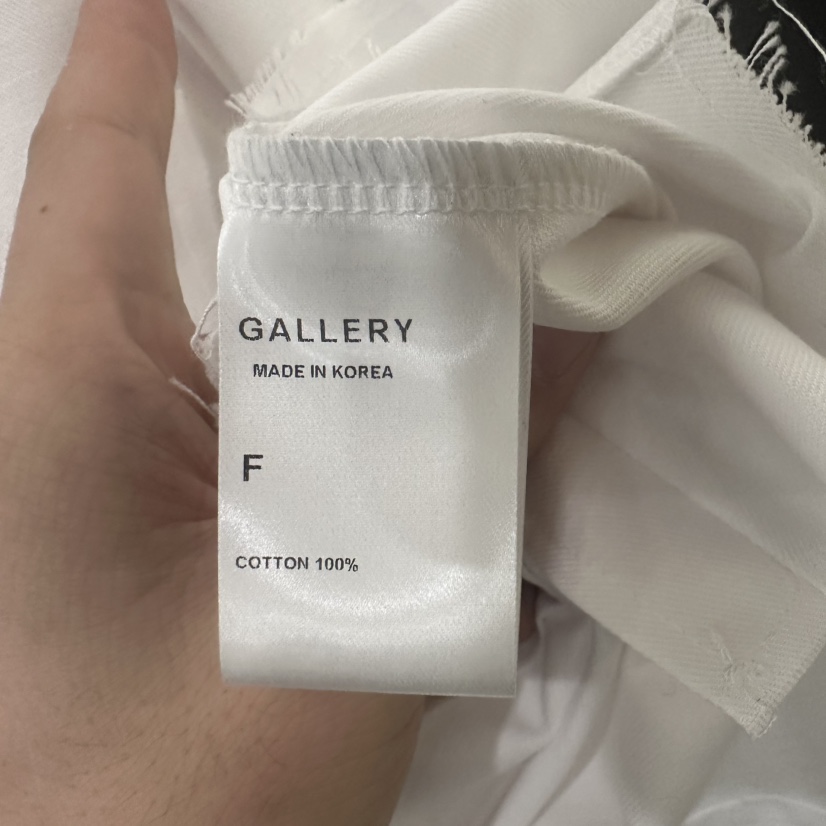 GALLERY
MADE IN KOREA
F
COTTON 100%